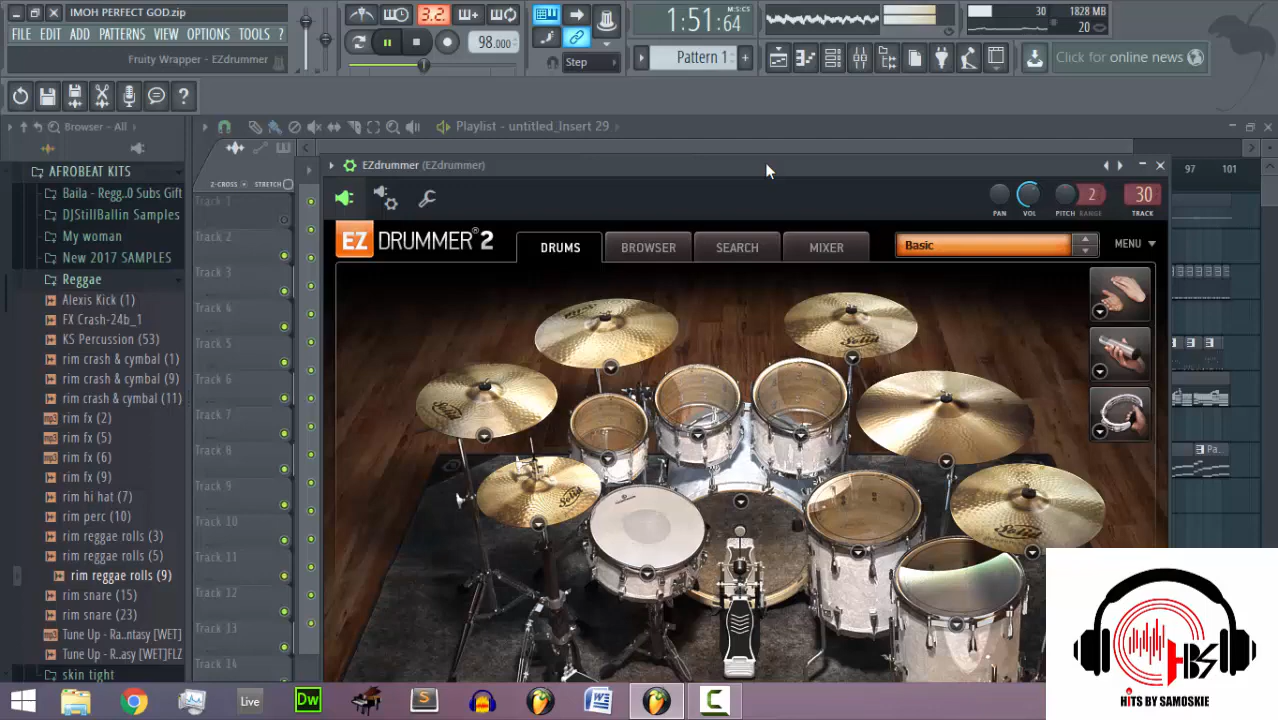 IMOH PERFECT GOD.zip
FILE EDIT ADD PATTERNS VIEW OPTIONS TOOLS ?
Fruity Wrapper - EZdrummer
3.2
98.000
Step
1:51:64
M:S:CS
Pattern 1
30
1828 MB
20
Click for online news
Browser - All
Playlist - untitled_Insert 29
2-CROSS STRETCH
97 101
AFROBEAT KITS
Baila - Regg..0 Subs Gift
DJStillBallin Samples
My woman
New 2017 SAMPLES
Reggae
Alexis Kick (1)
FX Crash-24b_1
KS Percussion (53)
rim crash & cymbal (1)
rim crash & cymbal (9)
rim crash & cymbal (11)
rim fx (2)
rim fx (5)
rim fx (6)
rim fx (9)
rim hi hat (7)
rim perc (10)
rim reggae rolls (3)
rim reggae rolls (5)
rim reggae rolls (9)
rim snare (15)
rim snare (23)
Tune Up - Ra..ntasy [WET]
Tune Up - R..asy [WET]FLZ
skin tight
Track 1
Track 2
Track 3
Track 4
Track 5
Track 6
Track 7
Track 8
Track 9
Track 10
Track 11
Track 12
Track 13
Track 14
EZdrummer (EZdrummer)
PAN VOL PITCH RANGE 2 30 TRACK
EZ DRUMMER® 2
DRUMS BROWSER SEARCH MIXER
Basic
MENU
Solid
Solid
Solid
Solid
Pa..
HBS
HiTS BY SAMOSKIE
Live
Dw
S
W
C